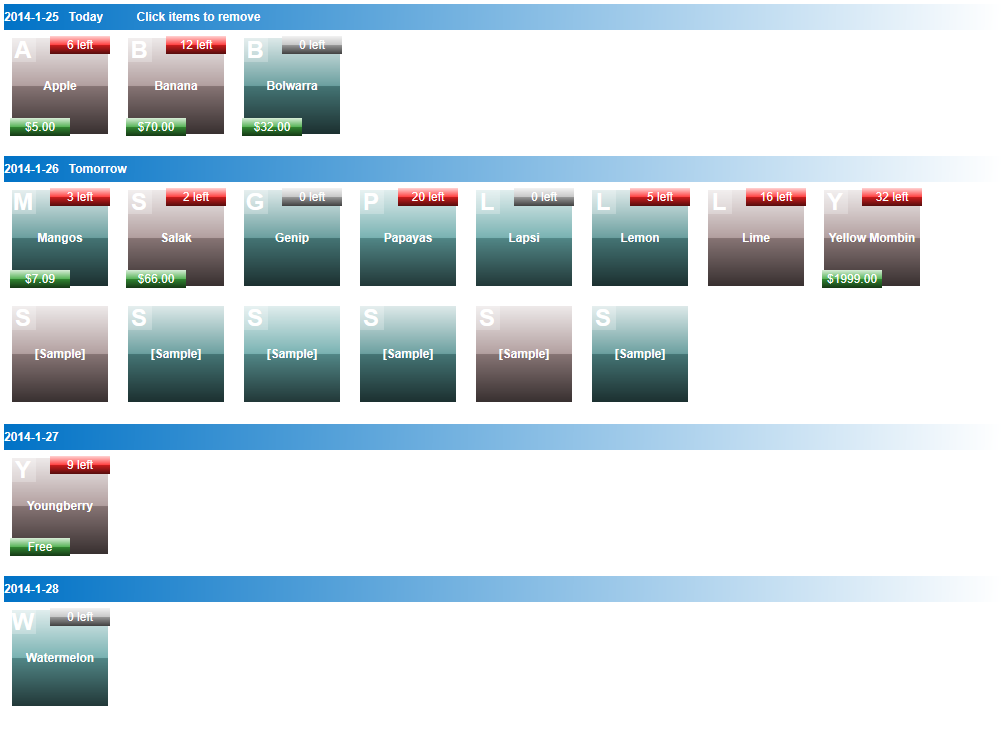 2014-1-25 Today Click items to remove
A 6 left B 12 left B 0 left
Apple Banana Bolwarra
$5.00 $70.00 $32.00
2014-1-26 Tomorrow
M 3 left S 2 left G 0 left P 20 left L 0 left L 5 left L 16 left Y 32 left
Mangos Salak Genip Papayas Lapsi Lemon Lime Yellow Mombin
$7.09 $66.00 $1999.00
S S S S S S
[Sample] [Sample] [Sample] [Sample] [Sample] [Sample]
2014-1-27
Y 9 left
Youngberry
Free
2014-1-28
W 0 left
Watermelon